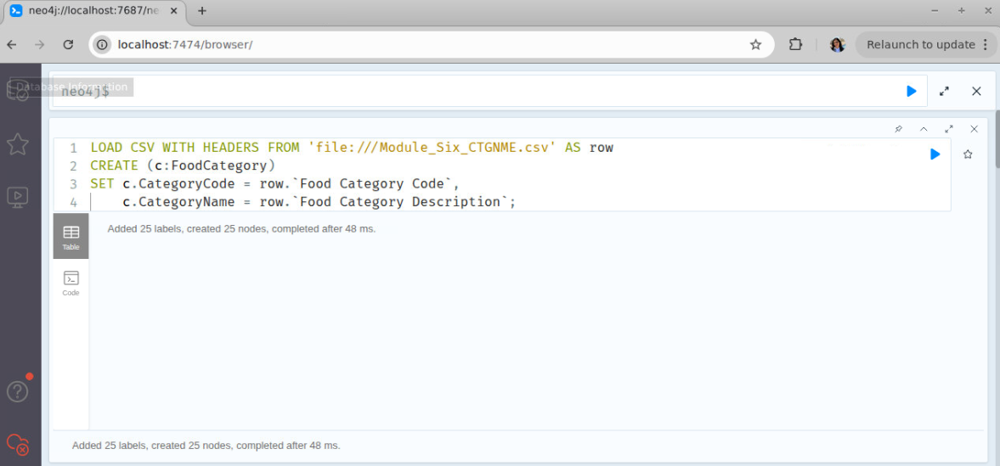 neo4j://localhost:7687/ne
localhost:7474/browser/
Relaunch to update
Database Information
neo4j$
1 LOAD CSV WITH HEADERS FROM 'file:///Module_Six_CTGNME.csv' AS row
2 CREATE (c:FoodCategory)
3 SET c.CategoryCode = row.`Food Category Code`,
4 c.CategoryName = row.`Food Category Description`;
Table
Added 25 labels, created 25 nodes, completed after 48 ms.
Code
Added 25 labels, created 25 nodes, completed after 48 ms.